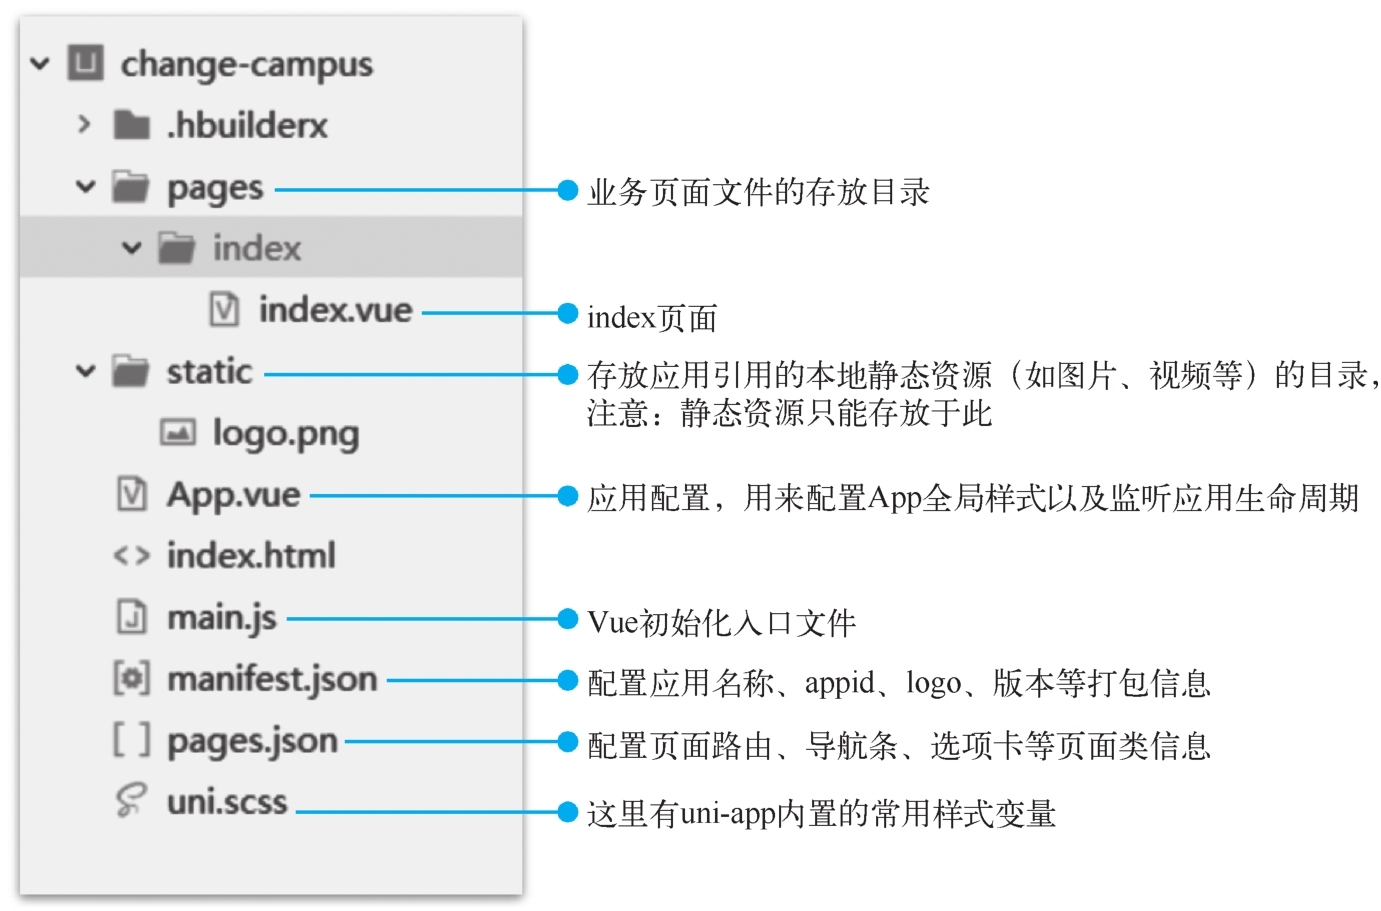 change-campus
.hbuilderx
pages
业务页面文件的存放目录
index
index.vue
index页面
static
存放应用引用的本地静态资源（如图片、视频等）的目录，
注意：静态资源只能存放于此
logo.png
App.vue
应用配置，用来配置App全局样式以及监听应用生命周期
index.html
main.js
Vue初始化入口文件
manifest.json
配置应用名称、appid、logo、版本等打包信息
pages.json
配置页面路由、导航条、选项卡等页面类信息
uni.scss
这里有uni-app内置的常用样式变量